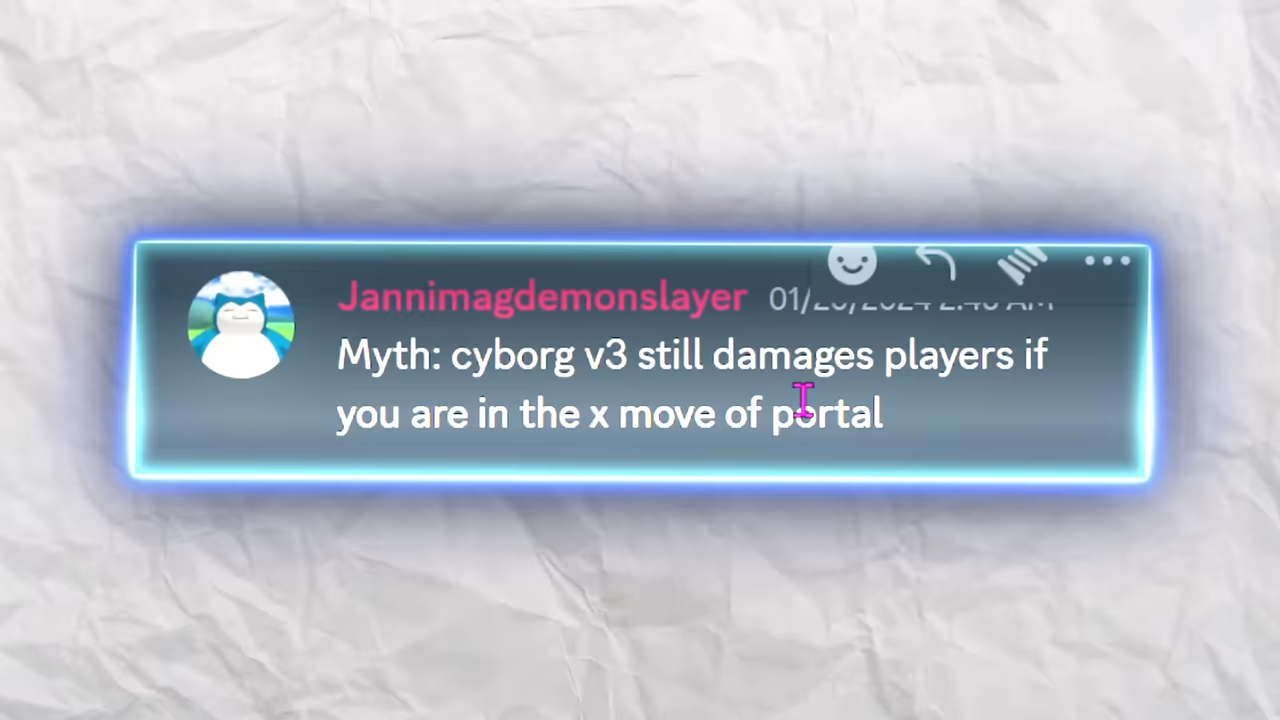 Jannimagdemonslayer
Myth: cyborg v3 still damages players if
you are in the x move of portal